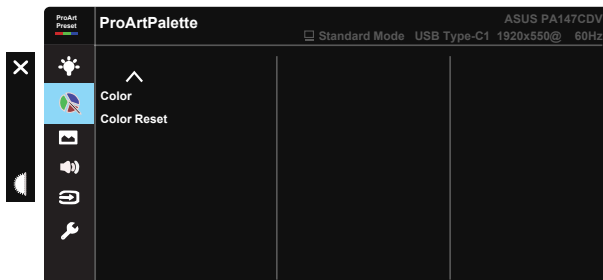 ProArt
Preset
ProArtPalette
ASUS PA147CDV
Standard Mode USB Type-C1 1920x550@ 60Hz
Color
Color Reset